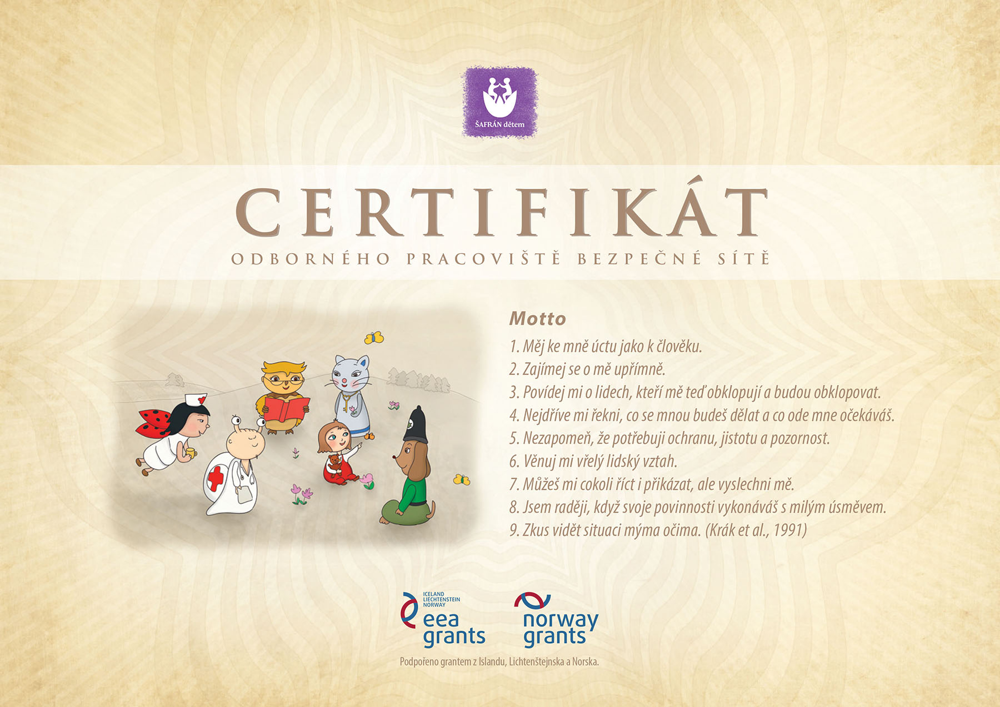 ŠAFRÁN dětem
CERTIFIKÁT
ODBORNÉHO PRACOVIŠTĚ BEZPEČNÉ SÍTĚ
Motto
1. Měj ke mně úctu jako k člověku.
2. Zajímej se o mě upřímně.
3. Povídej mi o lidech, kteří mě teď obklopují a budou obklopovat.
4. Nejdříve mi řekni, co se mnou budeš dělat a co ode mne očekáváš.
5. Nezapomeň, že potřebuji ochranu, jistotu a pozornost.
6. Věnuj mi vřelý lidský vztah.
7. Můžeš mi cokoli říct i přikázat, ale vyslechni mě.
8. Jsem raději, když svoje povinnosti vykonáváš s milým úsměvem.
9. Zkus vidět situaci mýma očima. (Krák et al., 1991)
ICELAND
LIECHTENSTEIN
NORWAY
eea
grants
norway
grants
Podpořeno grantem z Islandu, Lichtenštejnska a Norska.